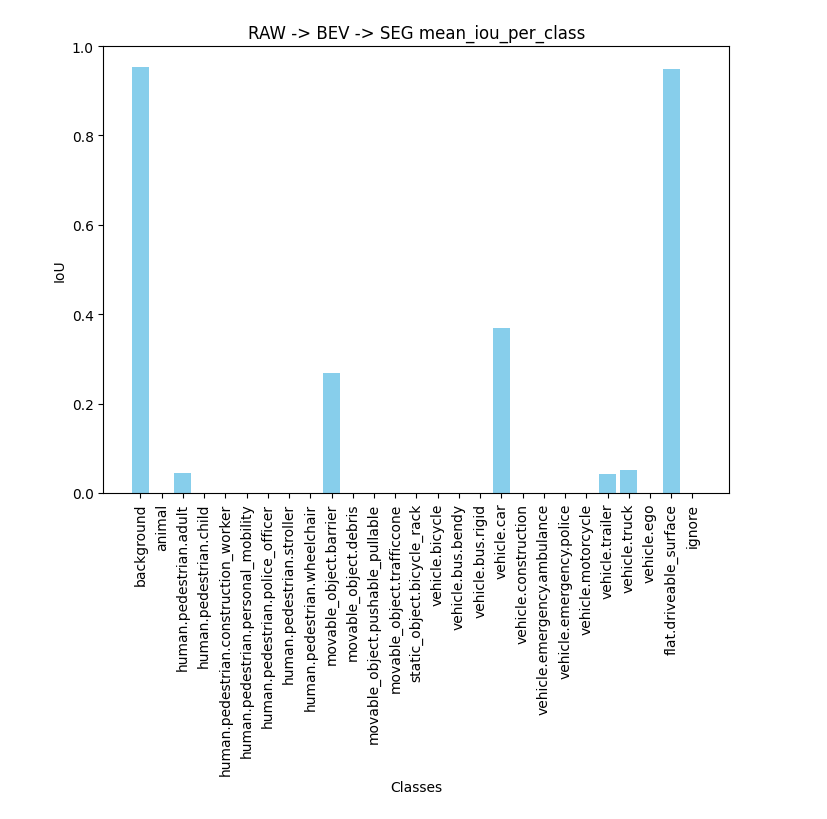 RAW -> BEV -> SEG mean_iou_per_class
1.0
0.8
0.6
0.4
0.2
0.0
IoU
background
animal
human.pedestrian.adult
human.pedestrian.child
human.pedestrian.construction_worker
human.pedestrian.personal_mobility
human.pedestrian.police_officer
human.pedestrian.stroller
human.pedestrian.wheelchair
movable_object.barrier
movable_object.debris
movable_object.pushable_pullable
movable_object.trafficcone
static_object.bicycle_rack
vehicle.bicycle
vehicle.bus.bendy
vehicle.bus.rigid
vehicle.car
vehicle.construction
vehicle.emergency.ambulance
vehicle.emergency.police
vehicle.motorcycle
vehicle.trailer
vehicle.truck
vehicle.ego
flat.driveable_surface
ignore
Classes